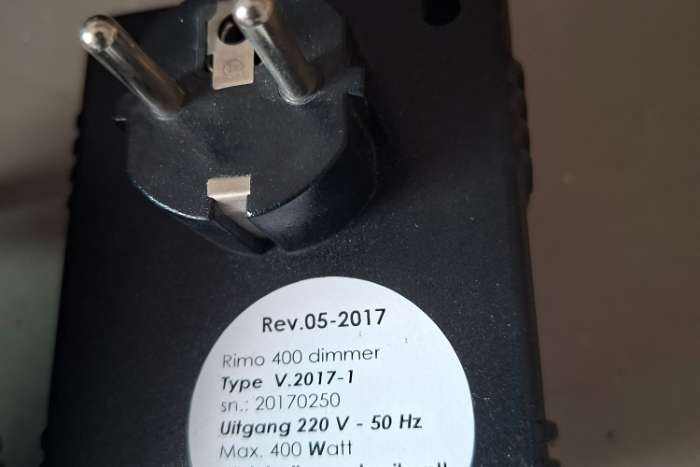 Rev.05-2017
Rimo 400 dimmer
Type V.2017-1
sn.: 20170250
Uitgang 220 V - 50 Hz
Max. 400 Watt